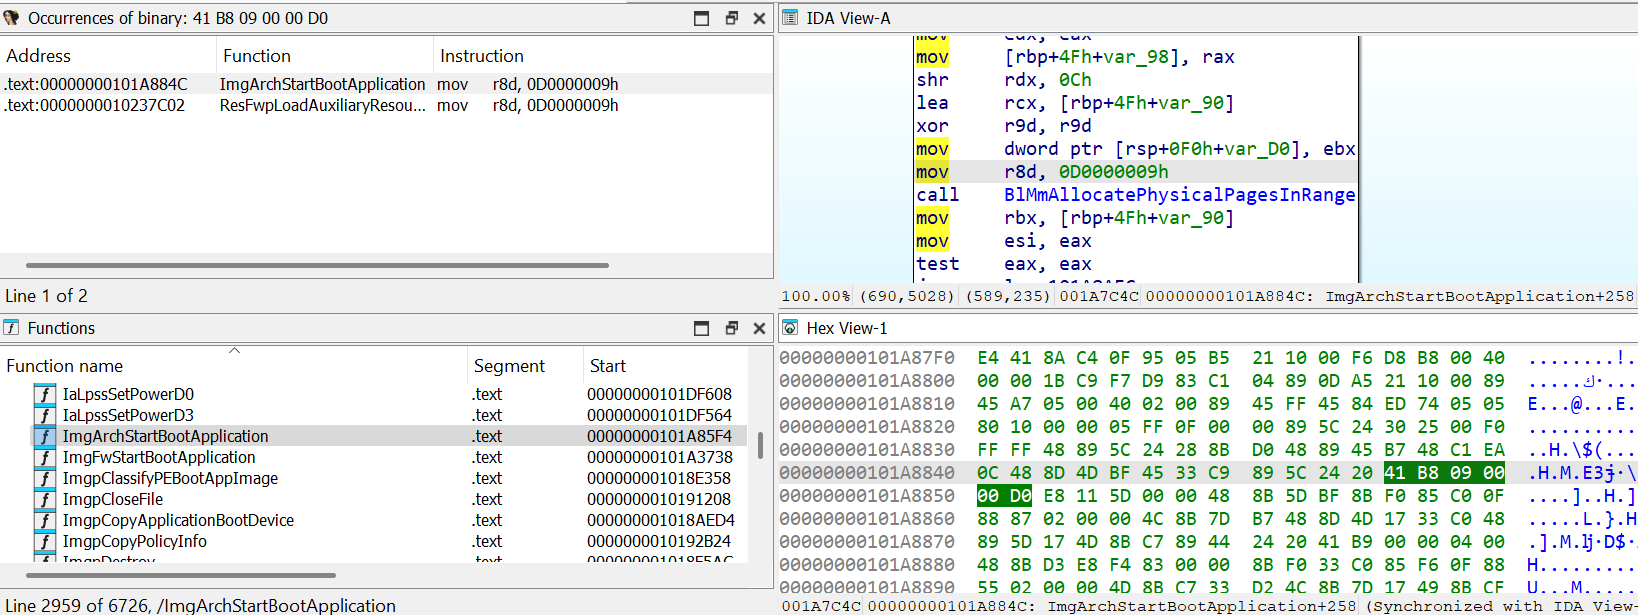 Occurrences of binary: 41 B8 09 00 00 D0
Address Function Instruction
.text:00000000101A884C ImgArchStartBootApplication mov r8d, 0D0000009h
.text:0000000010237C02 ResFwpLoadAuxiliaryResou... mov r8d, 0D0000009h
Line 1 of 2
Functions
Function name Segment Start
IaLpssSetPowerD0 .text 00000000101DF608
IaLpssSetPowerD3 .text 00000000101DF564
ImgArchStartBootApplication .text 00000000101A85F4
ImgFwStartBootApplication .text 00000000101A3738
ImgpClassifyPEBootAppImage .text 000000001018E358
ImgpCloseFile .text 0000000010191208
ImgpCopyApplicationBootDevice .text 000000001018AED4
ImgpCopyPolicyInfo .text 0000000010192B24
ImgpDestroy .text 000000001018F5AC
Line 2959 of 6726, /ImgArchStartBootApplication
IDA View-A
mov eax, eax
mov [rbp+4Fh+var_98], rax
shr rdx, 0Ch
lea rcx, [rbp+4Fh+var_90]
xor r9d, r9d
mov dword ptr [rsp+0F0h+var_D0], ebx
mov r8d, 0D0000009h
call BlMmAllocatePhysicalPagesInRange
mov rbx, [rbp+4Fh+var_90]
mov esi, eax
test eax, eax
100.00% (690,5028) (589,235) 001A7C4C 00000000101A884C: ImgArchStartBootApplication+258
Hex View-1
00000000101A87F0 E4 41 8A C4 0F 95 05 B5 21 10 00 F6 D8 B8 00 40 ........!.
00000000101A8800 00 00 1B C9 F7 D9 83 C1 04 89 0D A5 21 10 00 89
00000000101A8810 45 A7 05 00 40 02 00 89 45 FF 45 84 ED 74 05 05 E...@...E.
00000000101A8820 80 10 00 00 05 FF 0F 00 00 89 5C 24 30 25 00 F0 ..........
00000000101A8830 FF FF 48 89 5C 24 28 8B D0 48 89 45 B7 48 C1 EA ..H.\$(...
00000000101A8840 0C 48 8D 4D BF 45 33 C9 89 5C 24 20 41 B8 09 00
00000000101A8850 00 D0 E8 11 5D 00 00 48 8B 5D BF 8B F0 85 C0 0F ....]..H.]
00000000101A8860 88 87 02 00 00 4C 8B 7D B7 48 8D 4D 17 33 C0 48 .....L.}.H
00000000101A8870 89 5D 17 4D 8B C7 89 44 24 20 41 B9 00 00 04 00
00000000101A8880 48 8B D3 E8 F4 83 00 00 8B F0 33 C0 85 F6 0F 88 H.........
00000000101A8890 55 02 00 00 4D 8B C7 33 D2 4C 8B 7D 17 49 8B CF U...M.....
001A7C4C 00000000101A884C: ImgArchStartBootApplication+258 (Synchronized with IDA View-